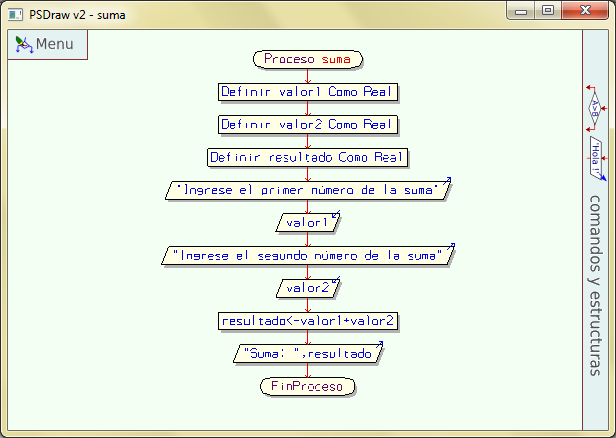 PSDraw v2 - suma
Menu
Proceso suma
Definir valor1 Como Real
Definir valor2 Como Real
Definir resultado Como Real
"Ingrese el primer número de la suma"
valor1
"Ingrese el segundo número de la suma"
valor2
resultado<-valor1+valor2
"Suma: ",resultado
FinProceso
A>B
'Hola !'
comandos y estructuras